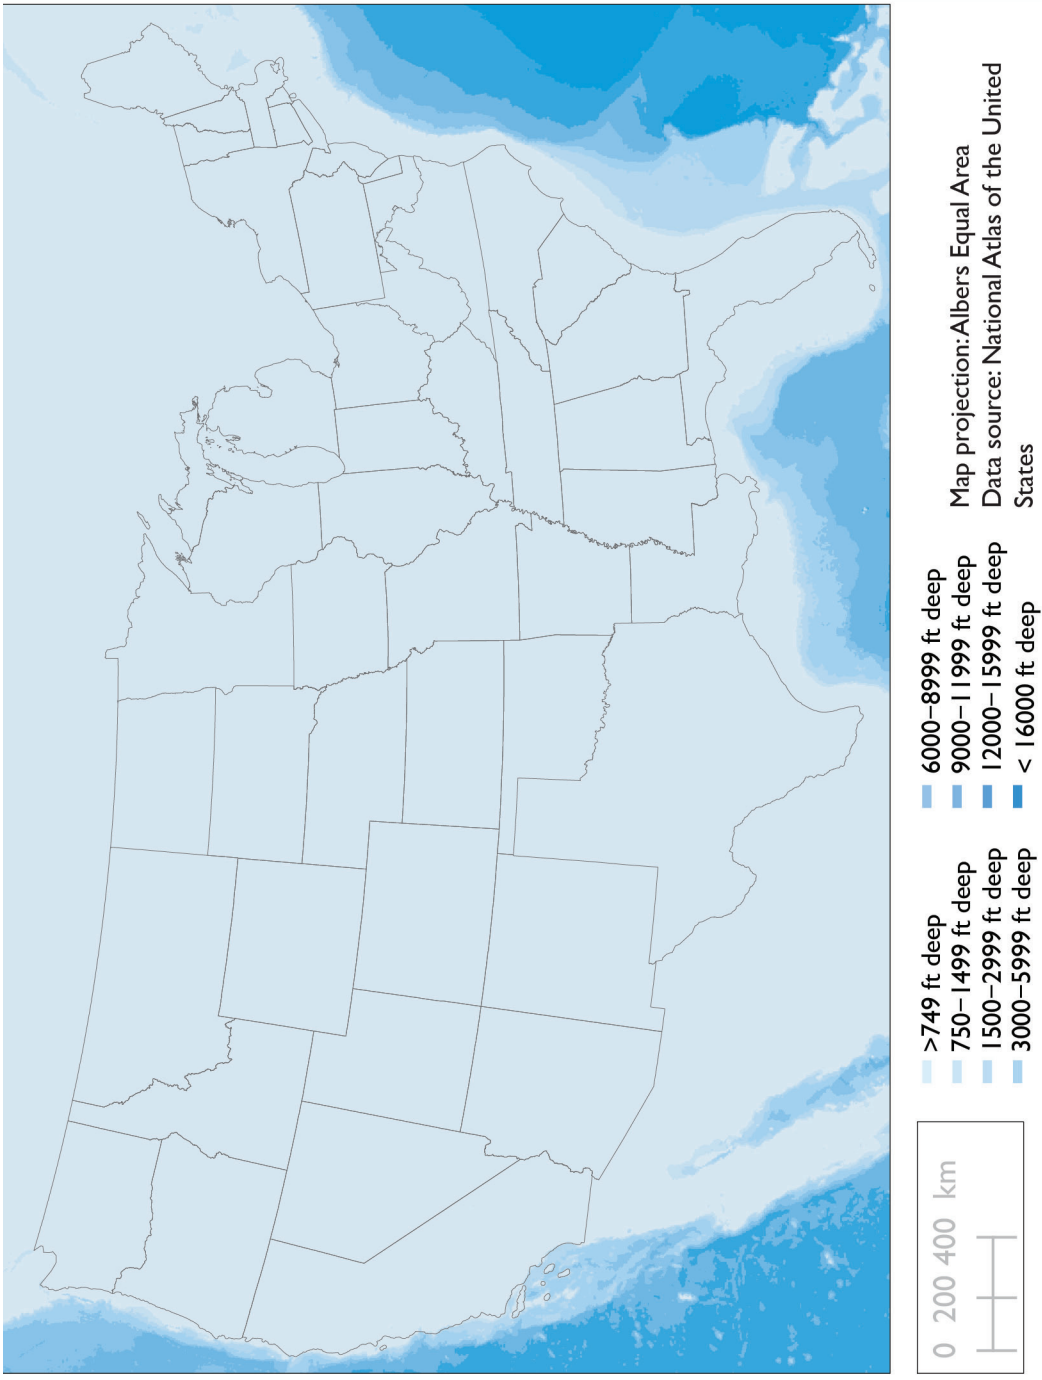 0 200 400 km
>749 ft deep
750–1499 ft deep
1500–2999 ft deep
3000–5999 ft deep
6000–8999 ft deep
9000–11999 ft deep
12000–15999 ft deep
< 16000 ft deep
Map projection: Albers Equal Area
Data source: National Atlas of the United
States